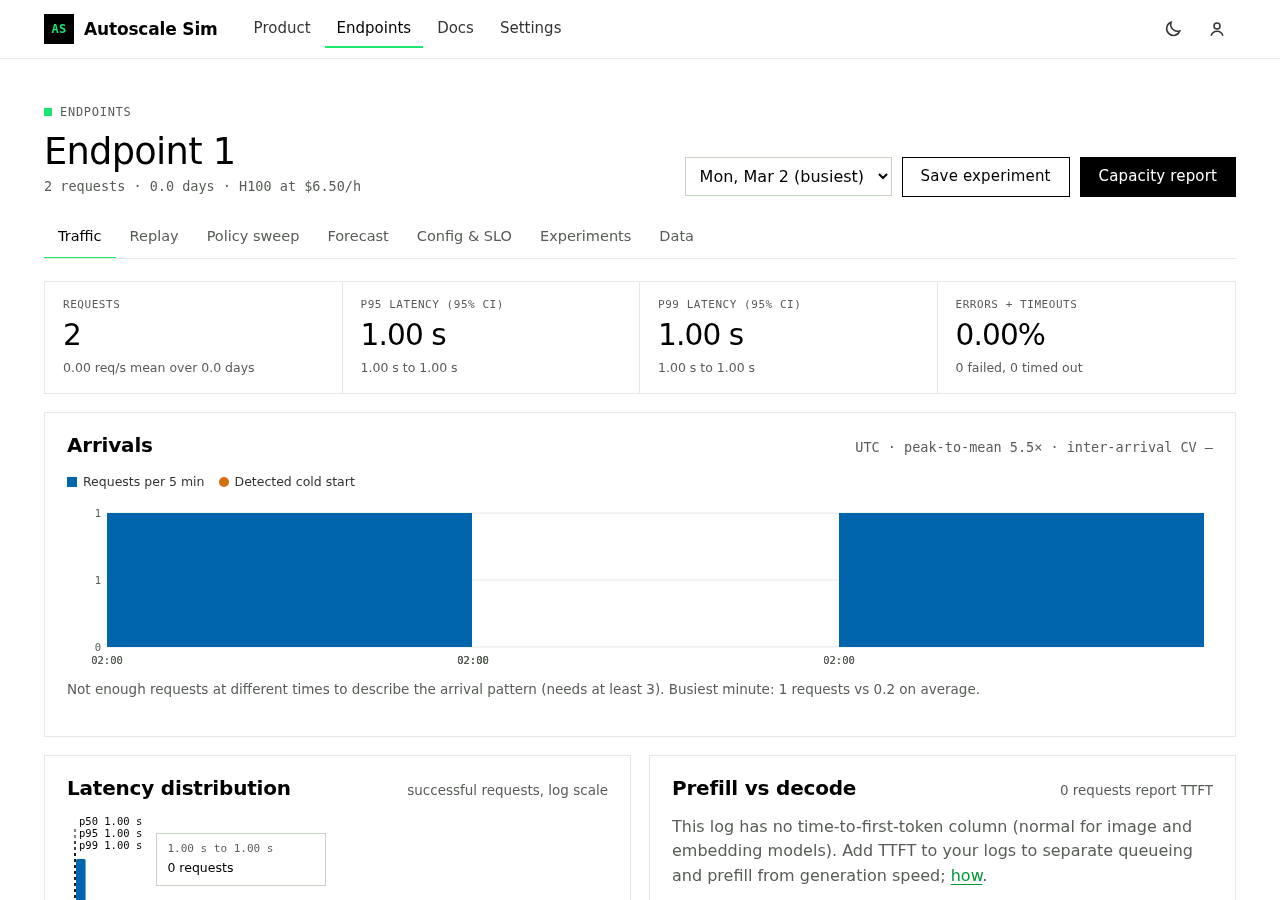 AS Autoscale Sim Product Endpoints Docs Settings
ENDPOINTS
Endpoint 1
2 requests · 0.0 days · H100 at $6.50/h
Mon, Mar 2 (busiest) Save experiment Capacity report
Traffic Replay Policy sweep Forecast Config & SLO Experiments Data
REQUESTS
2
0.00 req/s mean over 0.0 days
P95 LATENCY (95% CI)
1.00 s
1.00 s to 1.00 s
P99 LATENCY (95% CI)
1.00 s
1.00 s to 1.00 s
ERRORS + TIMEOUTS
0.00%
0 failed, 0 timed out
Arrivals
UTC · peak-to-mean 5.5× · inter-arrival CV —
Requests per 5 min Detected cold start
1
1
0
02:00 02:00 02:00
Not enough requests at different times to describe the arrival pattern (needs at least 3). Busiest minute: 1 requests vs 0.2 on average.
Latency distribution
successful requests, log scale
p50 1.00 s
p95 1.00 s
p99 1.00 s
1.00 s to 1.00 s
0 requests
Prefill vs decode
0 requests report TTFT
This log has no time-to-first-token column (normal for image and
embedding models). Add TTFT to your logs to separate queueing
and prefill from generation speed; how.